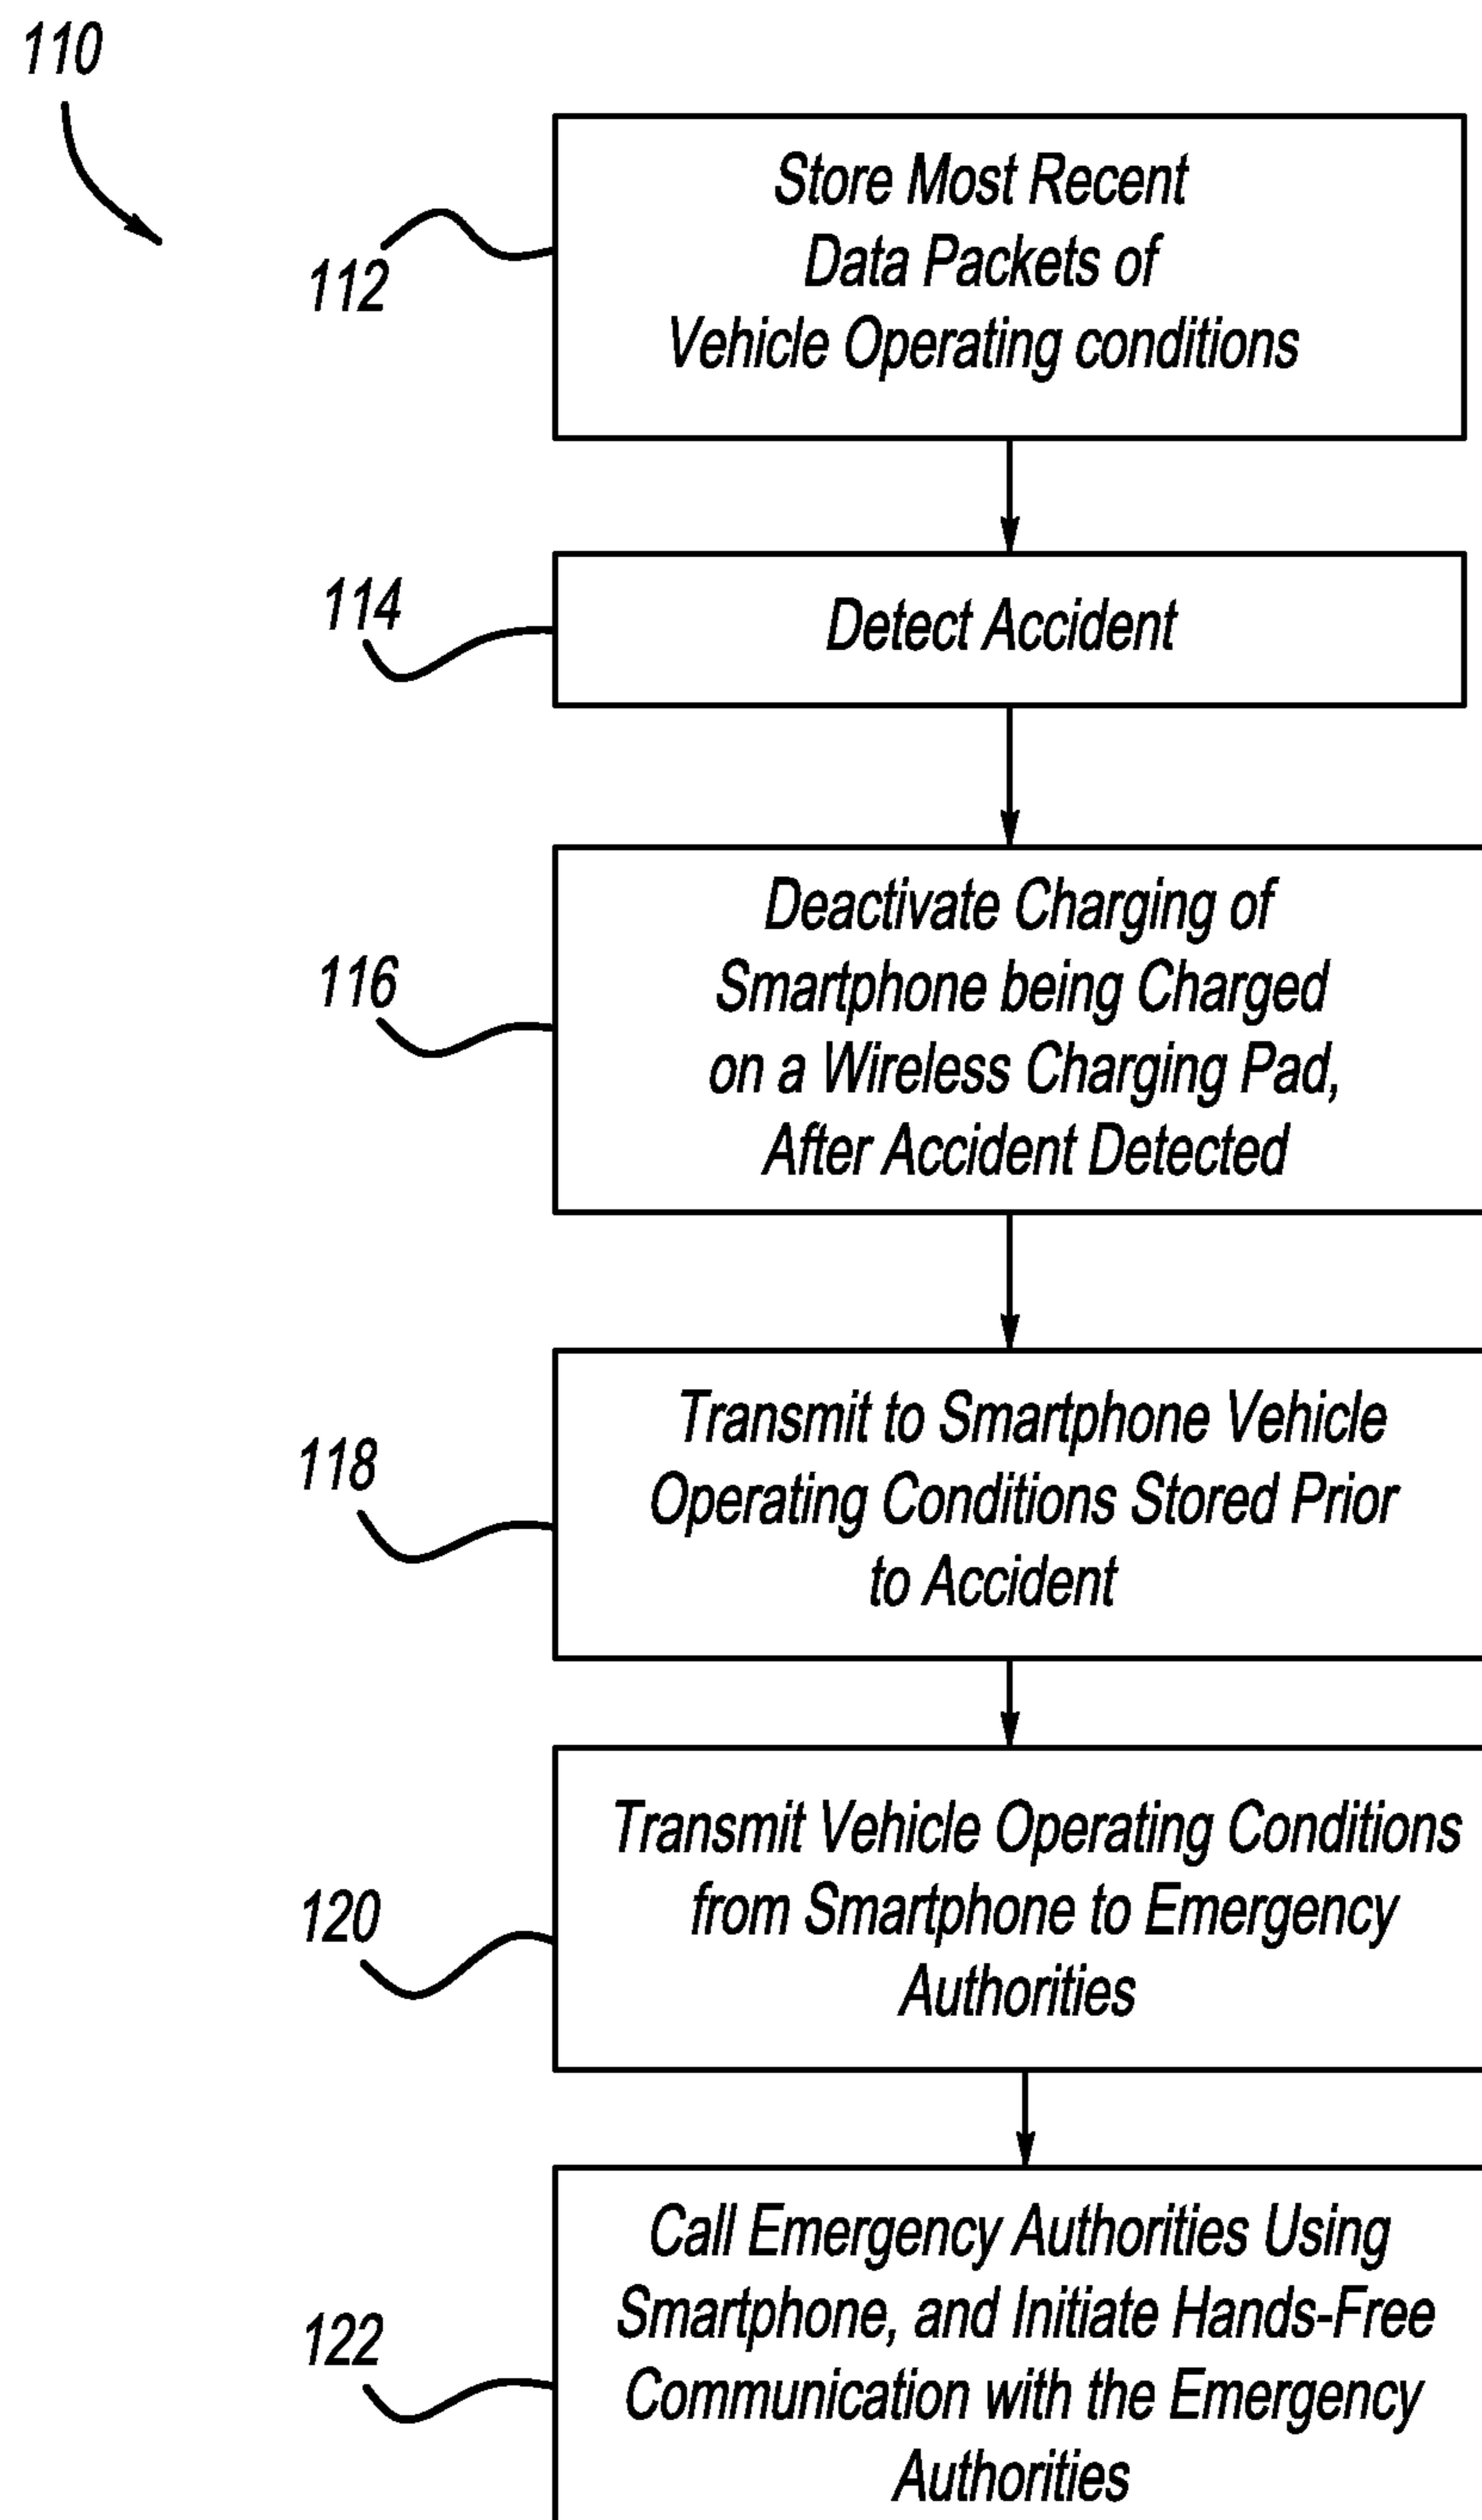 110
112
Store Most Recent
Data Packets of
Vehicle Operating conditions
114
Detect Accident
116
Deactivate Charging of
Smartphone being Charged
on a Wireless Charging Pad,
After Accident Detected
118
Transmit to Smartphone Vehicle
Operating Conditions Stored Prior
to Accident
120
Transmit Vehicle Operating Conditions
from Smartphone to Emergency
Authorities
122
Call Emergency Authorities Using
Smartphone, and Initiate Hands-Free
Communication with the Emergency
Authorities